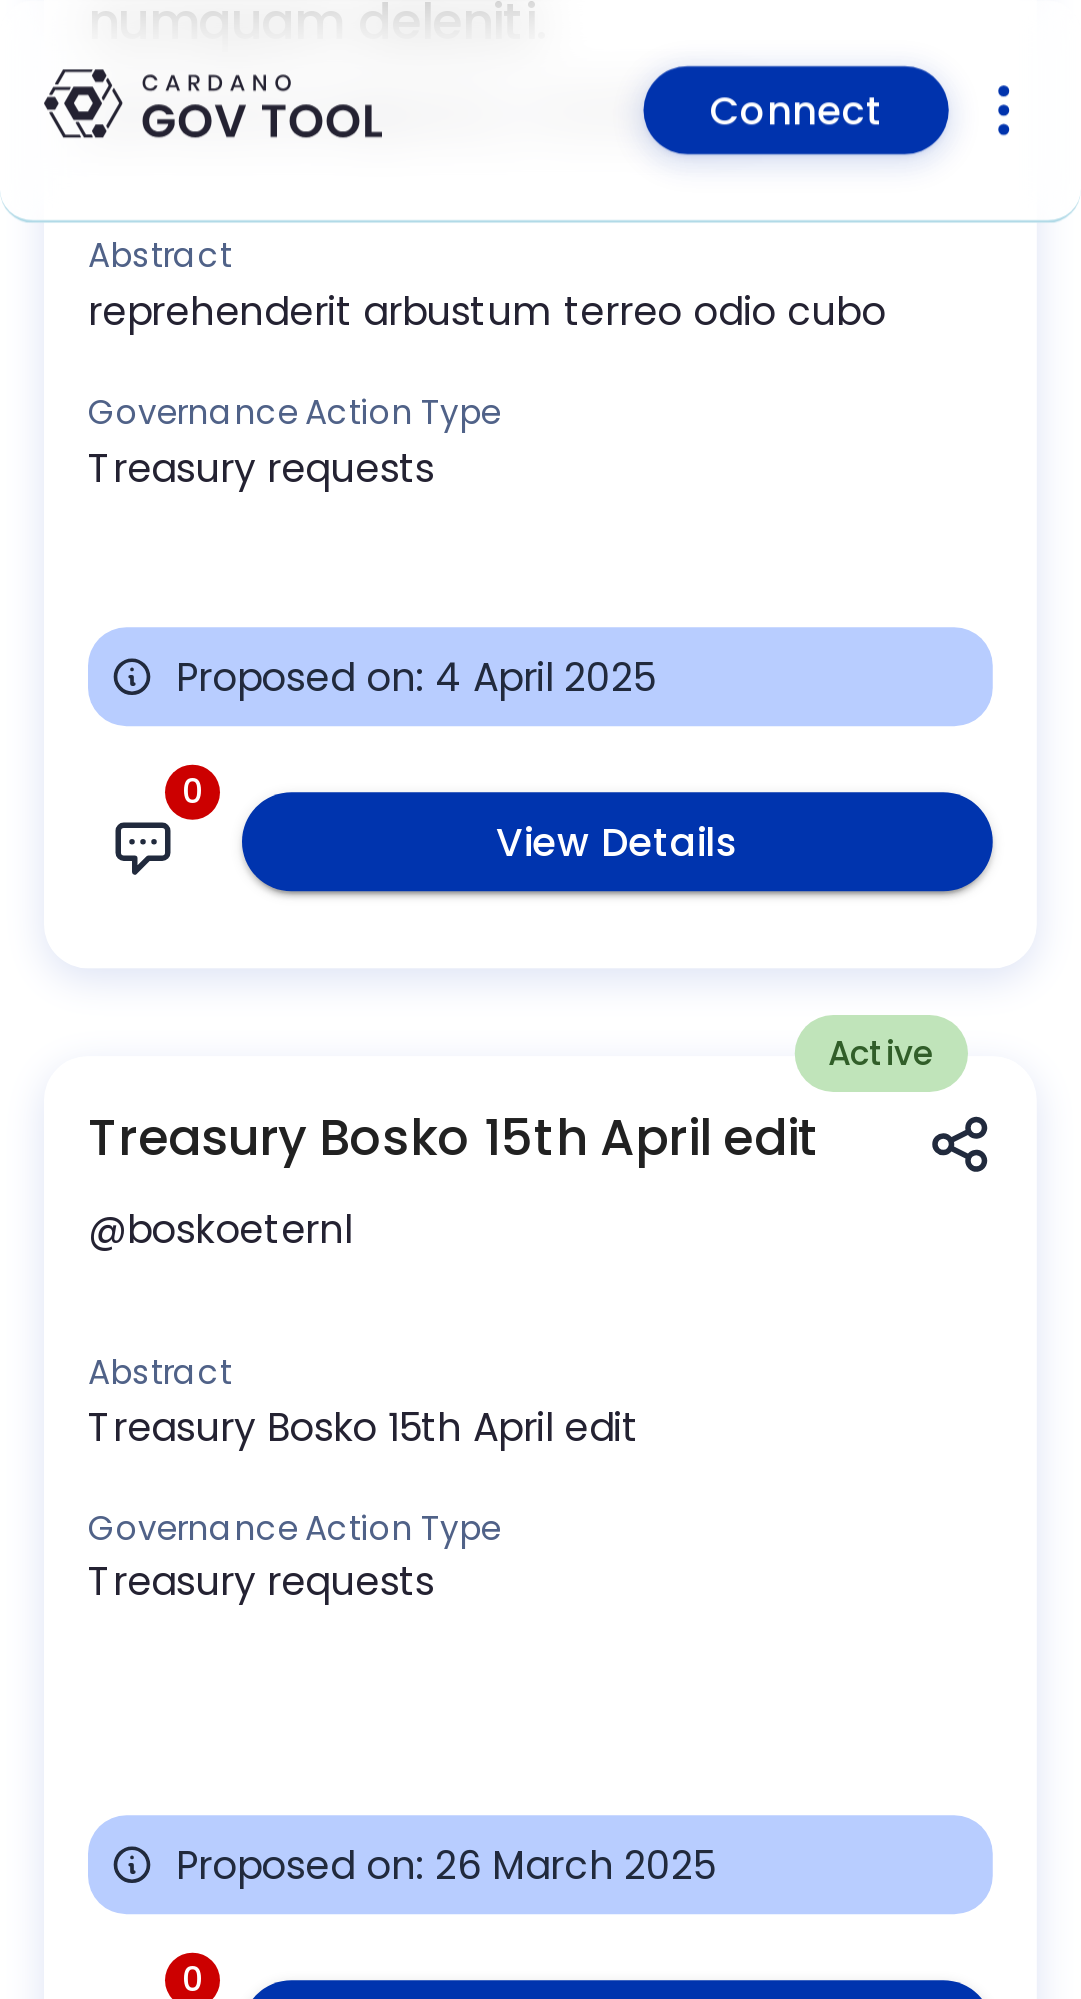 numquam deleniti.
CARDANO
GOV TOOL
Connect
Abstract
reprehenderit arbustum terreo odio cubo
Governance Action Type
Treasury requests
Proposed on: 4 April 2025
0
View Details
Active
Treasury Bosko 15th April edit
@boskoeternl
Abstract
Treasury Bosko 15th April edit
Governance Action Type
Treasury requests
Proposed on: 26 March 2025
0